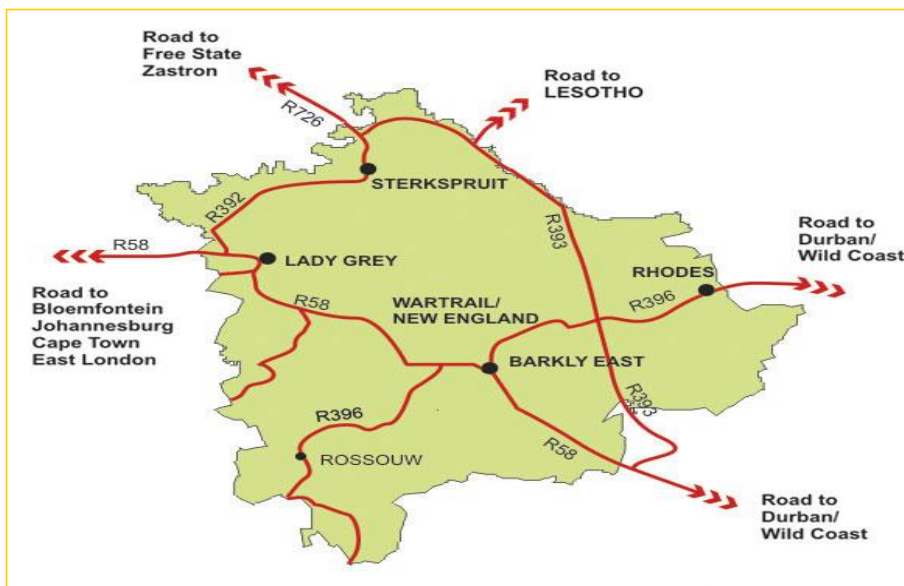 Road to
Free State
Zastron
R726
Road to
LESOTHO
STERKSPRUIT
R392
R393
Road to
Durban/
Wild Coast
R58
LADY GREY
RHODES
R396
Road to
Bloemfontein
Johannesburg
Cape Town
East London
R58
WARTRAIL/
NEW ENGLAND
BARKLY EAST
R393
R396
R58
ROSSOUW
Road to
Durban/
Wild Coast